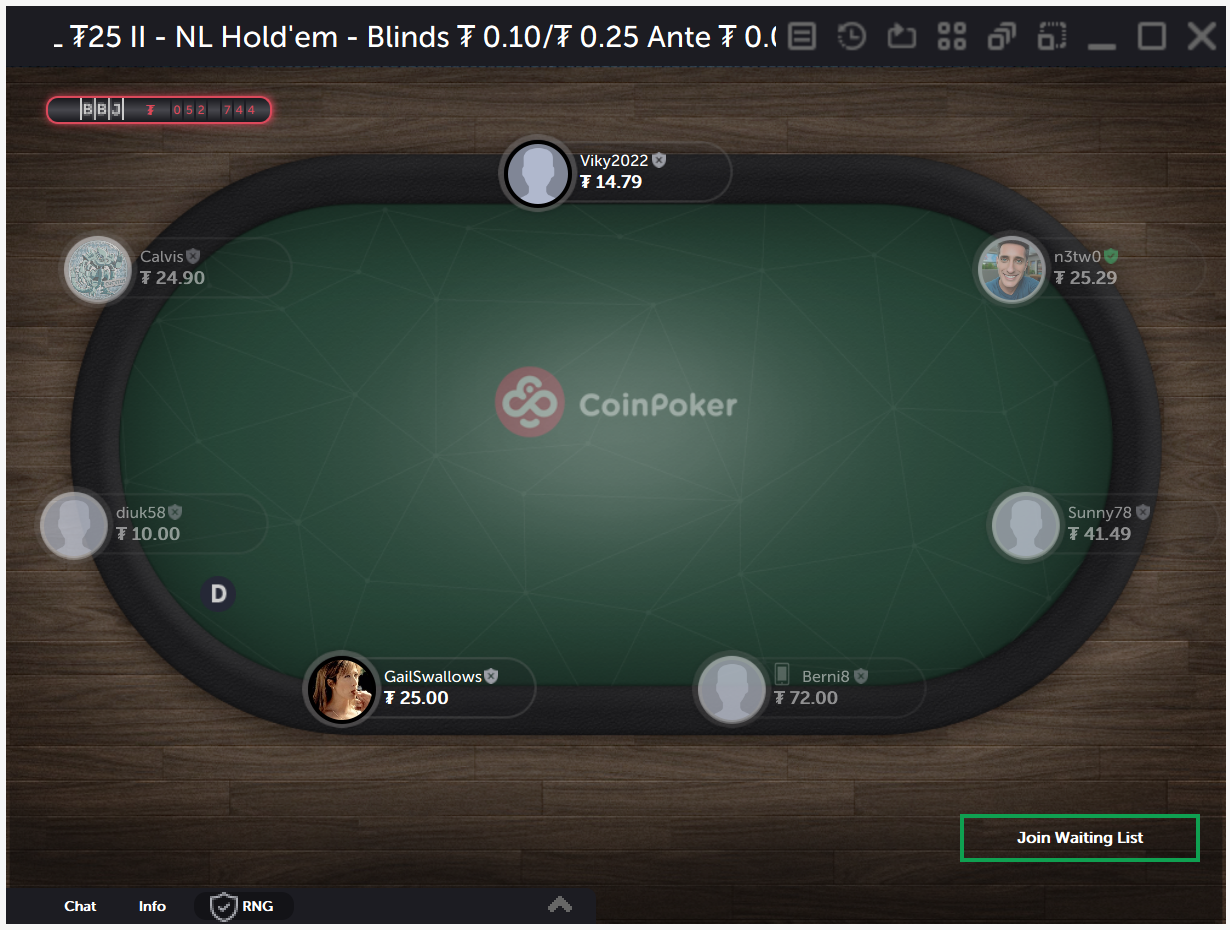 ₮25 II - NL Hold'em - Blinds ₮ 0.10/₮ 0.25 Ante ₮
BBJ ₮ 052 744
Viky2022
₮ 14.79
Calvis
₮ 24.90
n3tw0
₮ 25.29
CoinPoker
diuk58
₮ 10.00
Sunny78
₮ 41.49
D
GailSwallows
₮ 25.00
Berni8
₮ 72.00
Join Waiting List
Chat
Info
RNG